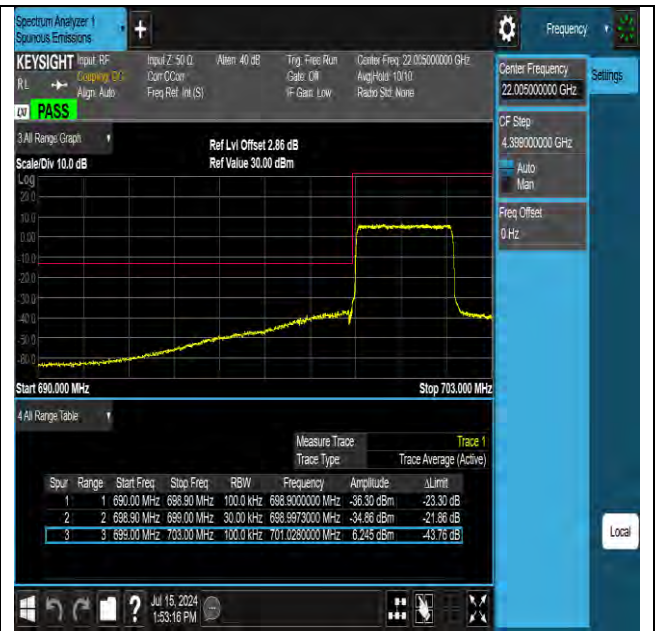 Spectrum Analyzer 1
Spurious Emissions
Frequency
KEYSIGHT Input: RF Input Z: 50 Ω Atten: 40 dB Trig: Free Run Center Freq: 22.005000000 GHz
RL Coupling: DC Corr CCorr Gate: Off Avg|Hold: 10/10
Align: Auto Freq Ref: Int (S) IF Gain: Low Radio Std: None
PASS
3 All Range Graph
Ref Lvl Offset 2.86 dB
Scale/Div 10.0 dB Ref Value 30.00 dBm
Log
20.0
10.0
0.00
-10.0
-20.0
-30.0
-40.0
-50.0
-60.0
Start 690.000 MHz Stop 703.000 MHz
4 All Range Table
Measure Trace Trace 1
Trace Type Trace Average (Active)
Spur Range Start Freq Stop Freq RBW Frequency Amplitude ΔLimit
1 1 690.00 MHz 698.90 MHz 100.0 kHz 698.9000000 MHz -36.30 dBm -23.30 dB
2 2 698.90 MHz 699.00 MHz 30.00 kHz 698.9973000 MHz -34.86 dBm -21.86 dB
3 3 699.00 MHz 703.00 MHz 100.0 kHz 701.0280000 MHz 6.245 dBm -43.76 dB
Center Frequency
22.005000000 GHz
Settings
CF Step
4.399000000 GHz
Auto
Man
Freq Offset
0 Hz
Local
?
Jul 15, 2024
1:53:16 PM